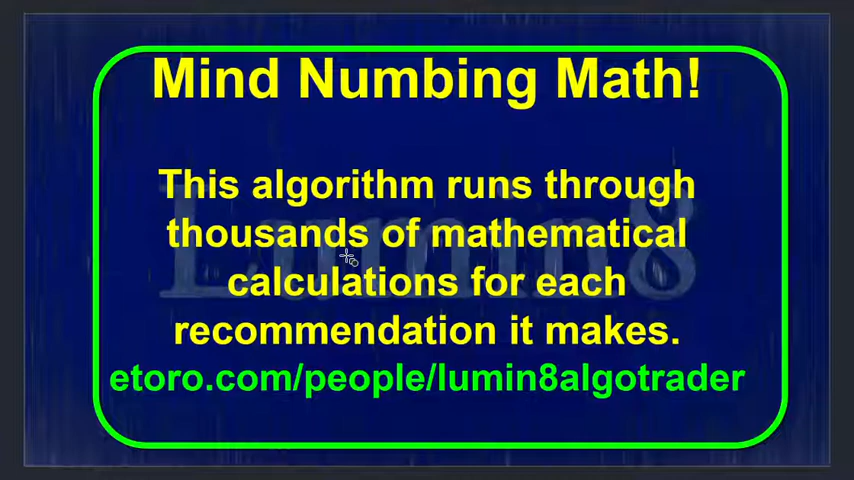 Mind Numbing Math!
This algorithm runs through
thousands of mathematical
calculations for each
recommendation it makes.
etoro.com/people/lumin8algotrader
Lumin8